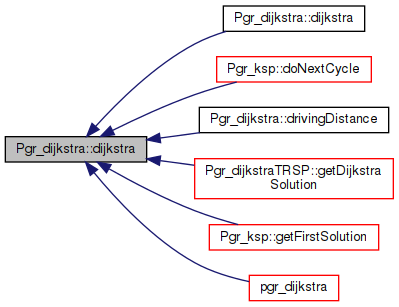 Pgr_dijkstra::dijkstra
Pgr_ksp::doNextCycle
Pgr_dijkstra::drivingDistance
Pgr_dijkstra::dijkstra
Pgr_dijkstraTRSP::getDijkstra
Solution
Pgr_ksp::getFirstSolution
pgr_dijkstra